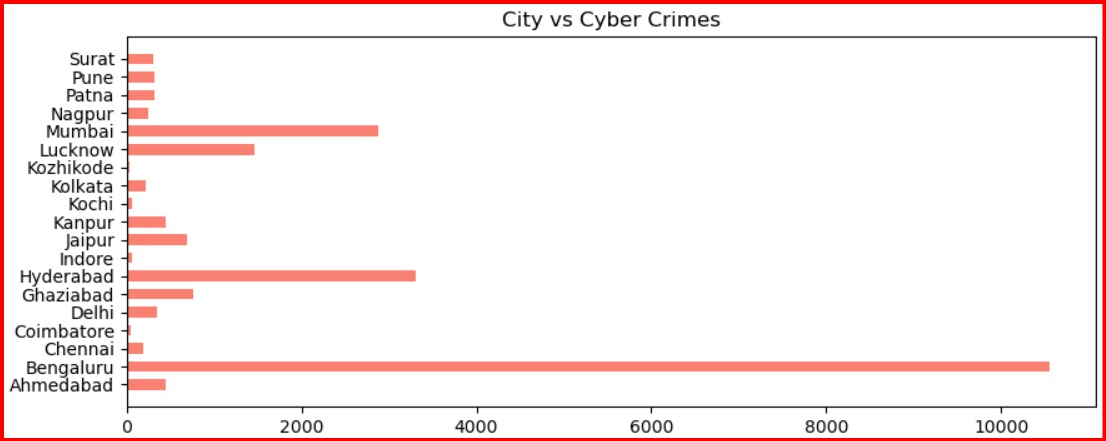 City vs Cyber Crimes
Surat
Pune
Patna
Nagpur
Mumbai
Lucknow
Kozhikode
Kolkata
Kochi
Kanpur
Jaipur
Indore
Hyderabad
Ghaziabad
Delhi
Coimbatore
Chennai
Bengaluru
Ahmedabad
0 2000 4000 6000 8000 10000